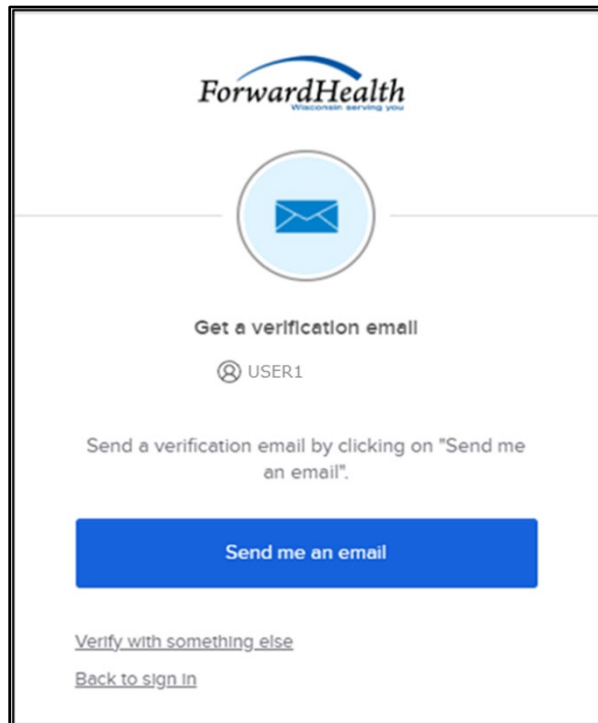 ForwardHealth
Wisconsin serving you
Get a verification email
USER1
Send a verification email by clicking on "Send me
an email".
Send me an email
Verify with something else
Back to sign in